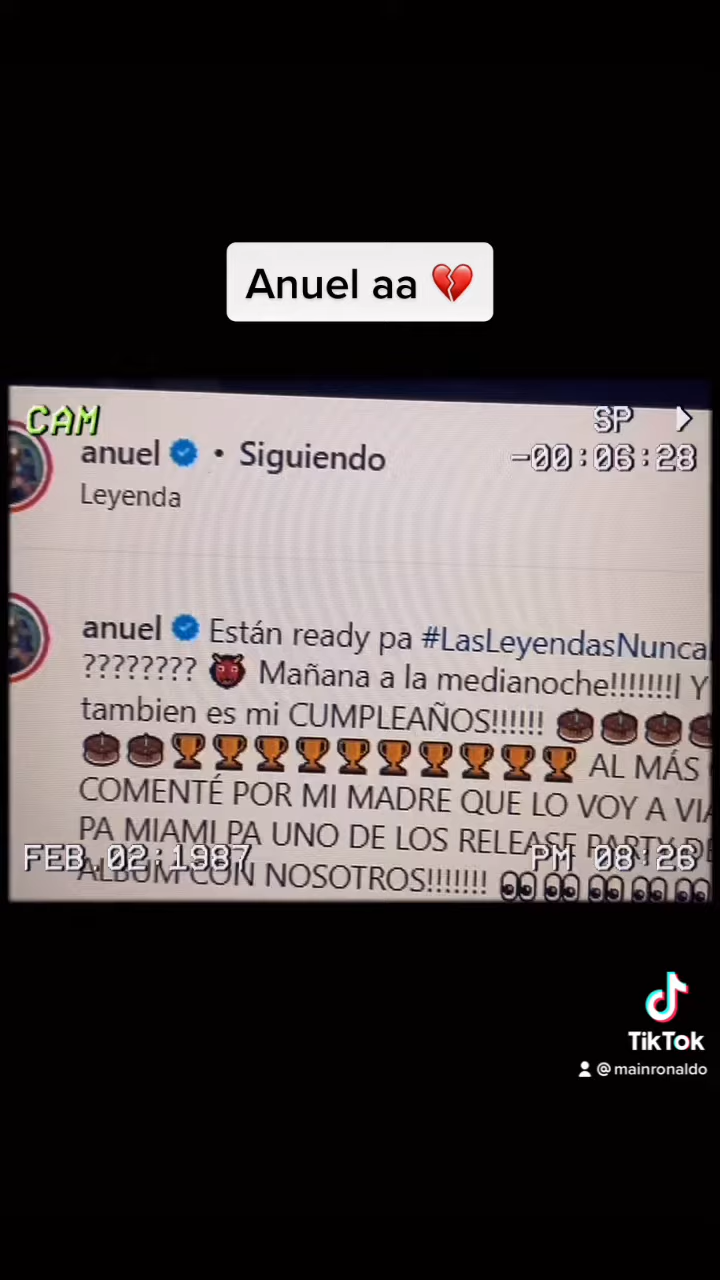 Anuel aa 💔
CAM
SP
-00:06:28
anuel • Siguiendo
Leyenda
anuel Están ready pa #LasLeyendasNunca
???????? 👹 Mañana a la medianoche!!!!!!!! Y
tambien es mi CUMPLEAÑOS!!!!!! 🎂🎂🎂🎂
🎂🎂🏆🏆🏆🏆🏆🏆🏆🏆🏆🏆 AL MÁS
COMENTÉ POR MI MADRE QUE LO VOY A VIA
PA MIAMI PA UNO DE LOS RELEASE PARTY DE
ALBUM CON NOSOTROS!!!!!!! 👀👀👀👀👀
FEB.02:1987
PM 08:26
TikTok
@mainronaldo